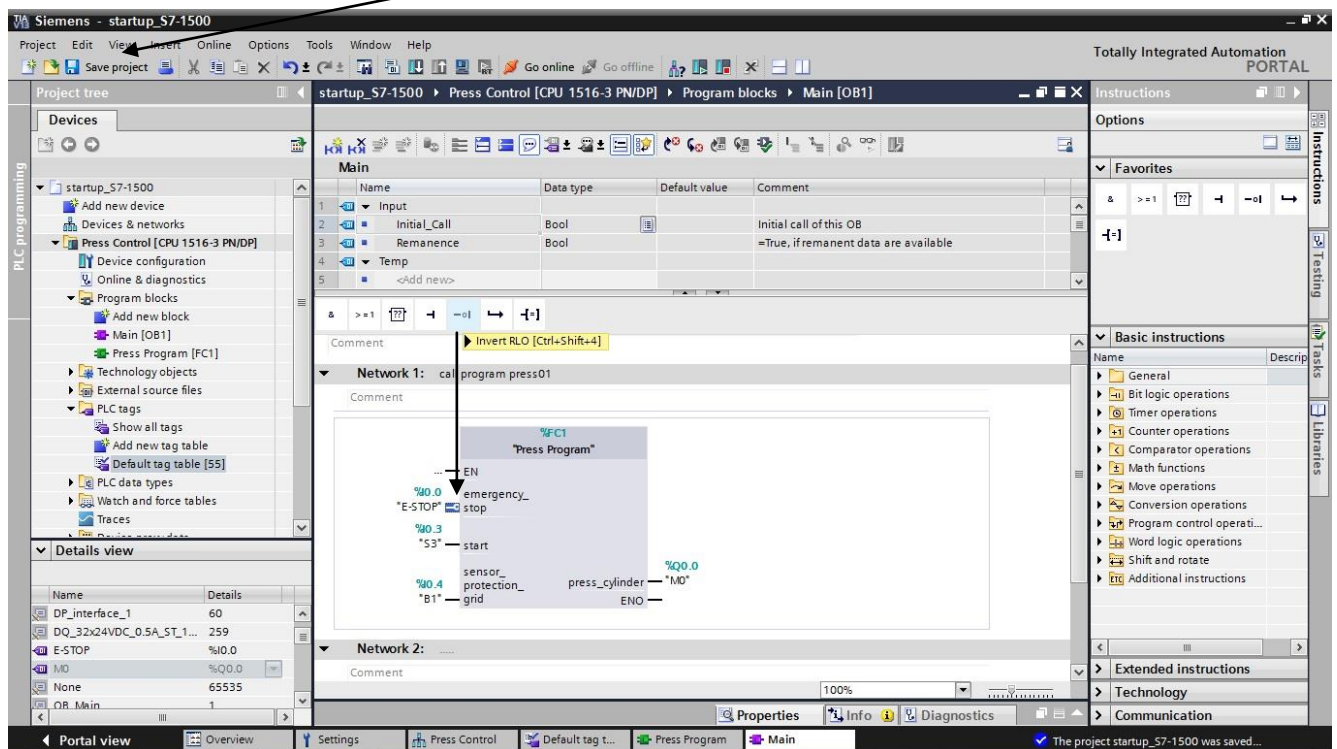 Siemens - startup_S7-1500
Project Edit View Insert Online Options Tools Window Help
Totally Integrated Automation
PORTAL
Save project Go online Go offline
Project tree
startup_S7-1500 Press Control [CPU 1516-3 PN/DP] Program blocks Main [OB1]
Instructions
Devices
Options
PLC programming
startup_S7-1500
Add new device
Devices & networks
Press Control [CPU 1516-3 PN/DP]
Device configuration
Online & diagnostics
Program blocks
Add new block
Main [OB1]
Press Program [FC1]
Technology objects
External source files
PLC tags
Show all tags
Add new tag table
Default tag table [55]
PLC data types
Watch and force tables
Traces
Details view
Name Details
DP_interface_1 60
DQ_32x24VDC_0.5A_ST_1... 259
E-STOP %I0.0
M0 %Q0.0
None 65535
OB_Main 1
Main
Name Data type Default value Comment
1 Input
2 Initial_Call Bool Initial call of this OB
3 Remanence Bool =True, if remanent data are available
4 Temp
5 <Add new>
& >=1 ??
Invert RLO [Ctrl+Shift+4]
Comment
Network 1: call program press01
Comment
%FC1
"Press Program"
... EN
%I0.0
"E-STOP" emergency_
stop
%I0.3
"S3" start
%I0.4
"B1" sensor_
protection_
grid
%Q0.0
press_cylinder "M0"
ENO
Network 2: .....
Comment
100%
Properties Info Diagnostics
Favorites
& >=1 ??
Basic instructions
Name Descrip
General
Bit logic operations
Timer operations
Counter operations
Comparator operations
Math functions
Move operations
Conversion operations
Program control operati...
Word logic operations
Shift and rotate
Additional instructions
Extended instructions
Technology
Communication
Instructions
Testing
Tasks
Libraries
Portal view Overview Settings Press Control Default tag t... Press Program Main The project startup_S7-1500 was saved...